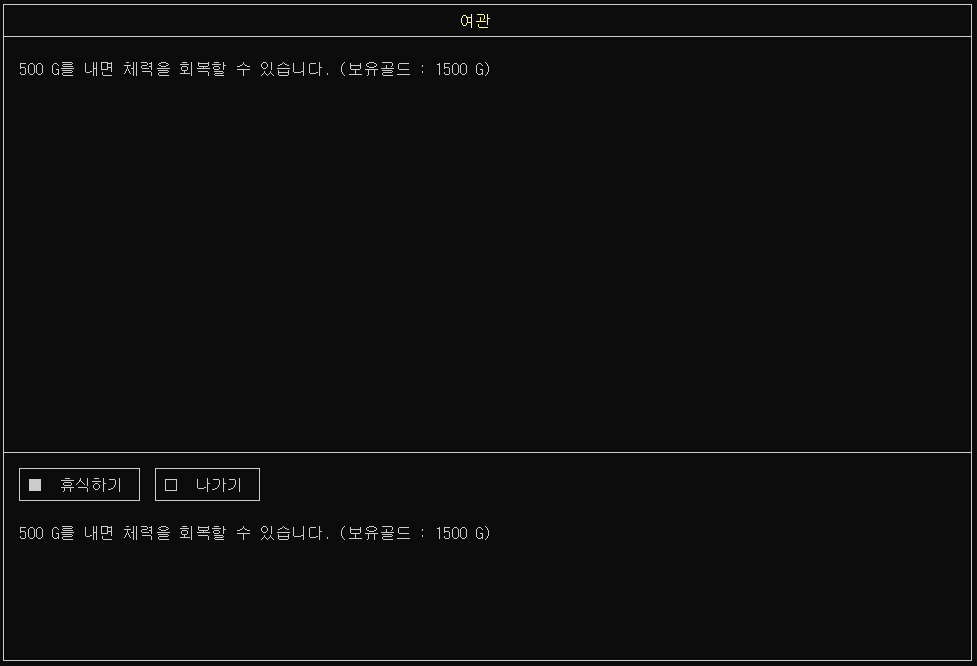 여관
500 G를 내면 체력을 회복할 수 있습니다. (보유골드 : 1500 G)
■ 휴식하기 □ 나가기
500 G를 내면 체력을 회복할 수 있습니다. (보유골드 : 1500 G)